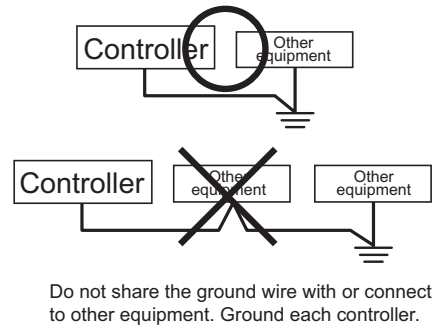 Controller
Other
equipment
Controller
Other
equipment
Other
equipment
Do not share the ground wire with or connect
to other equipment. Ground each controller.